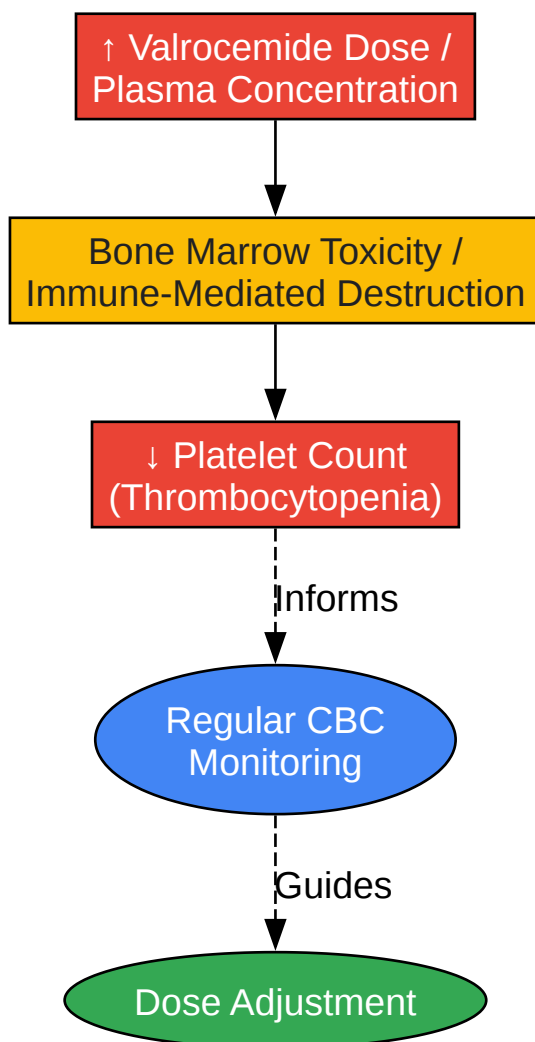 ↑ Valrocemide Dose /
Plasma Concentration
Bone Marrow Toxicity /
Immune-Mediated Destruction
↓ Platelet Count
(Thrombocytopenia)
Informs
Regular CBC
Monitoring
Guides
Dose Adjustment